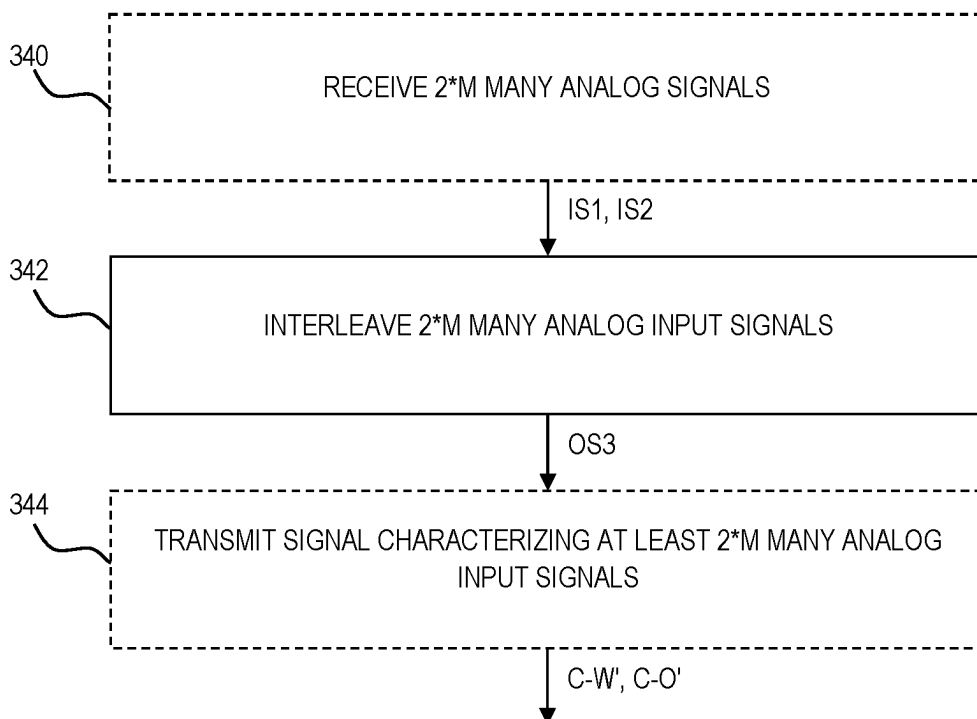 340
RECEIVE 2*M MANY ANALOG SIGNALS
IS1, IS2
342
INTERLEAVE 2*M MANY ANALOG INPUT SIGNALS
OS3
344
TRANSMIT SIGNAL CHARACTERIZING AT LEAST 2*M MANY ANALOG
INPUT SIGNALS
C-W', C-O'